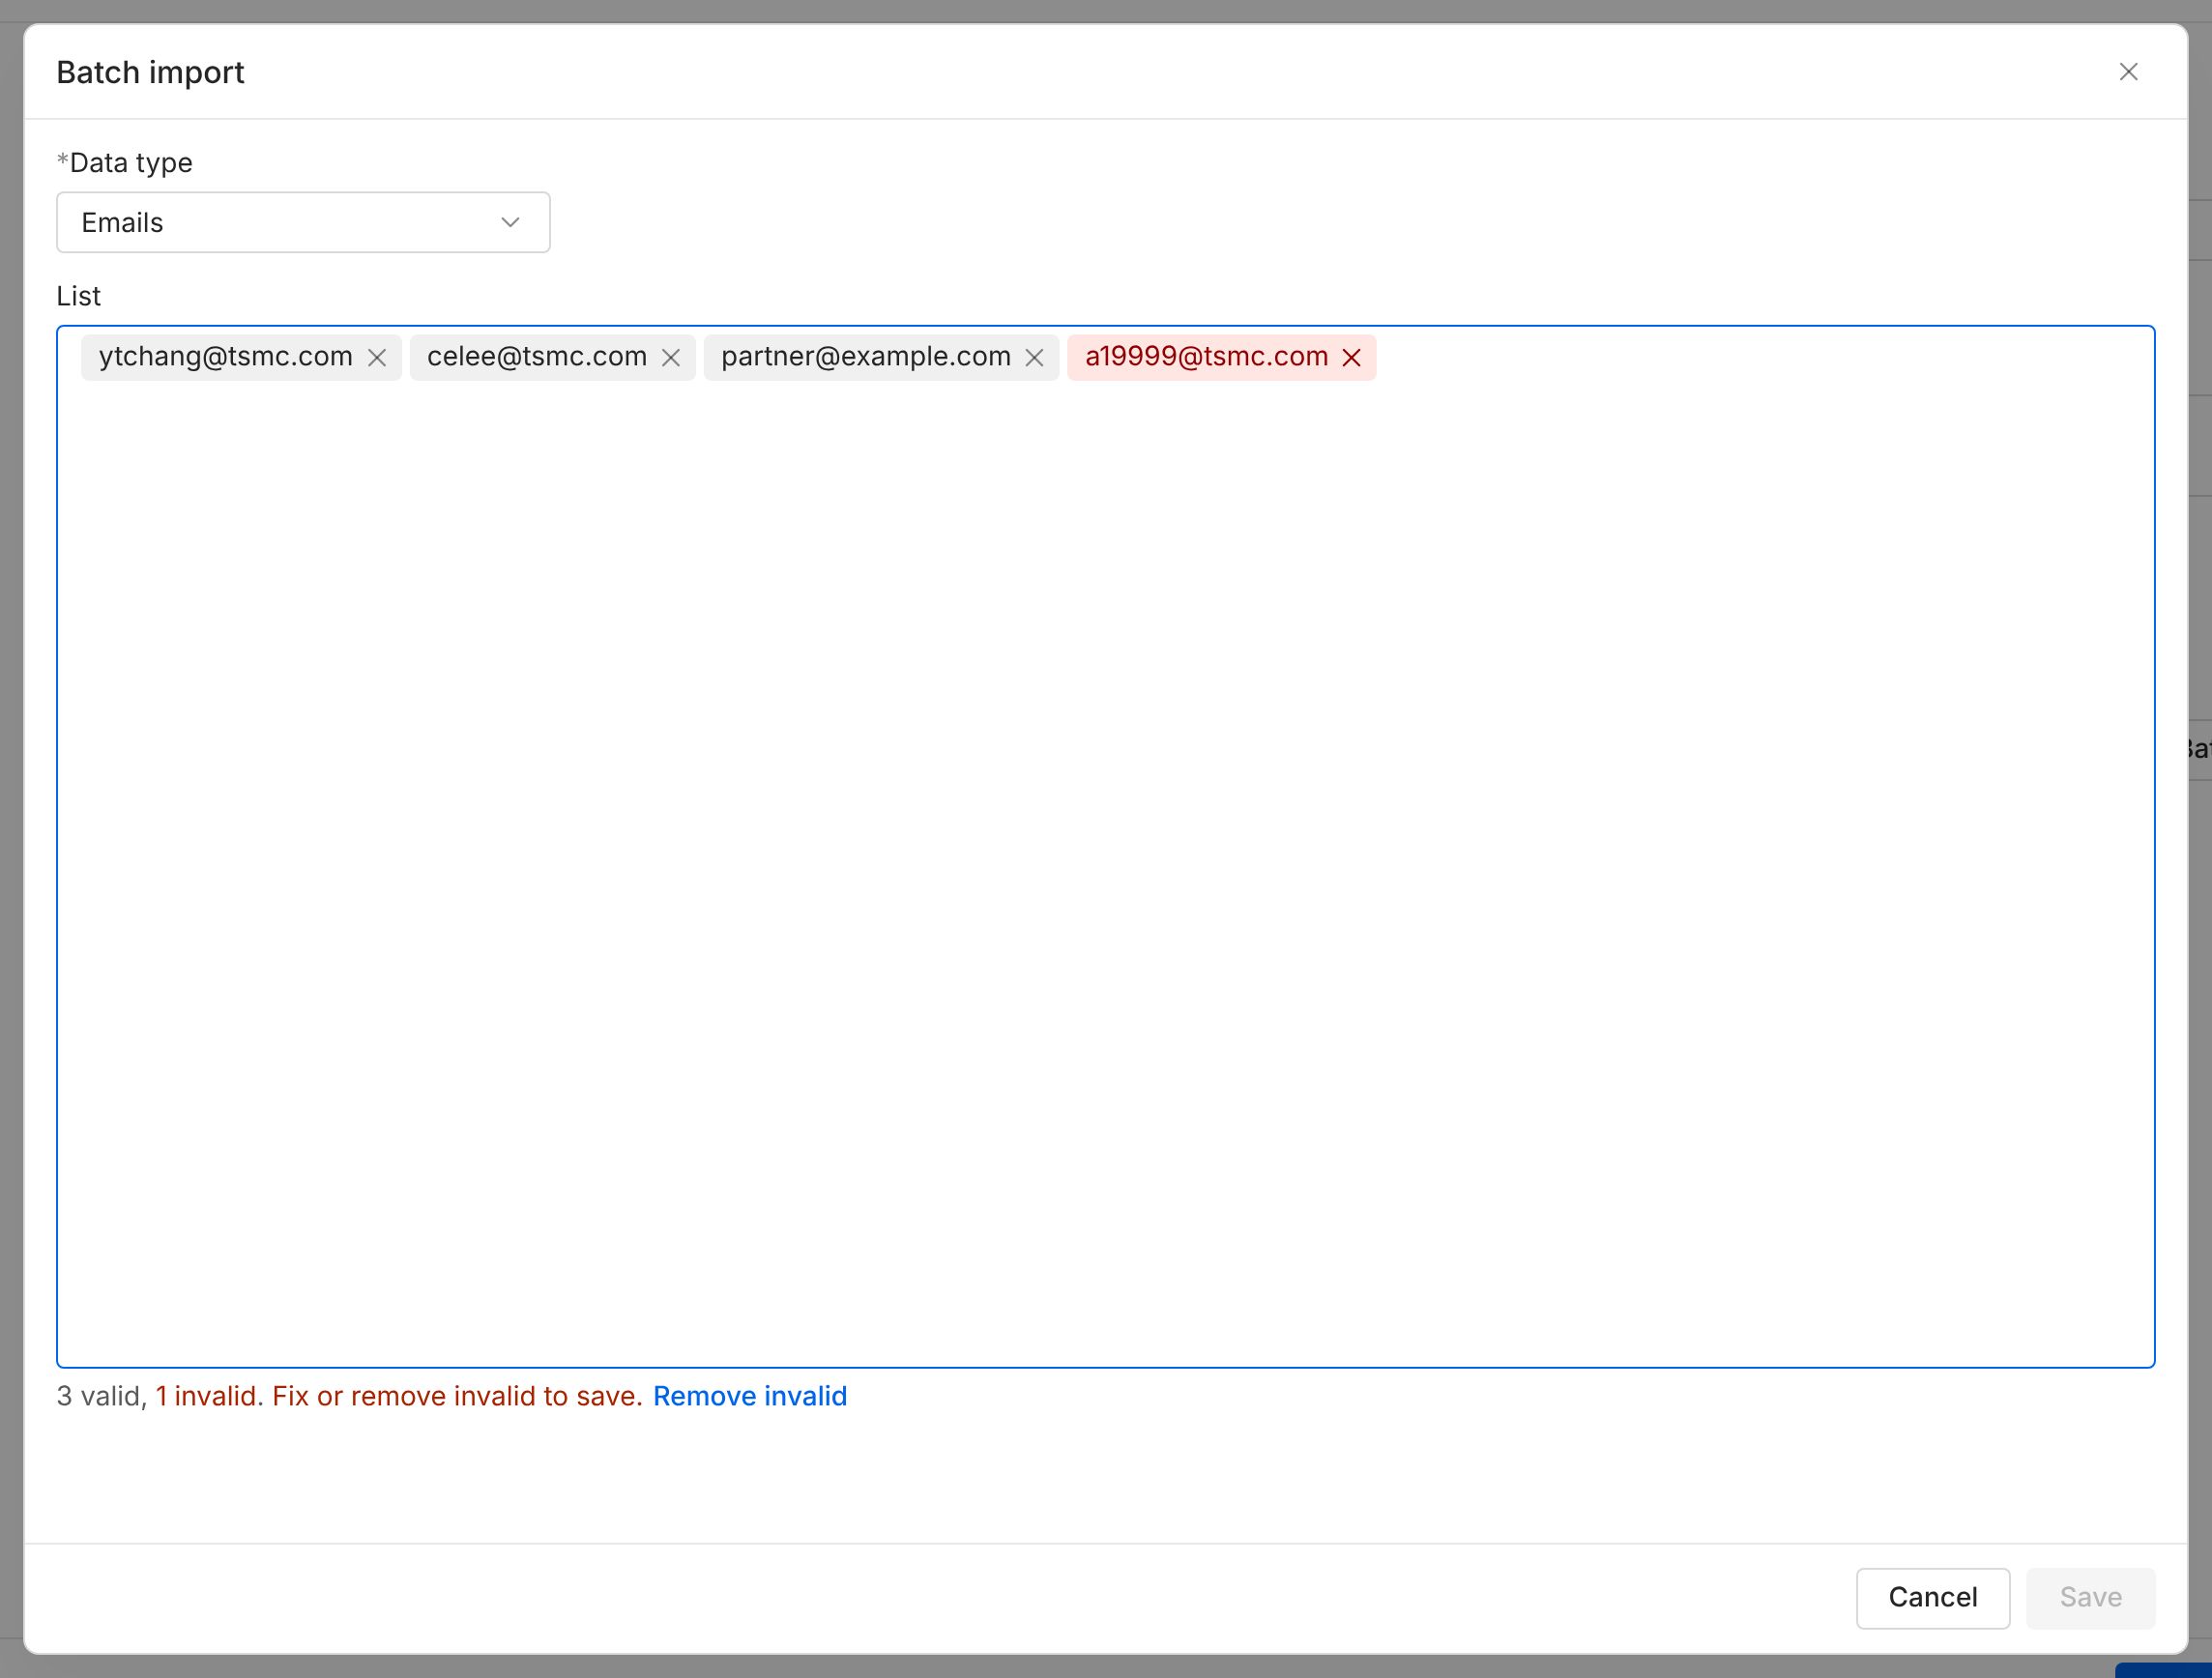 Batch import
*Data type
Emails
List
ytchang@tsmc.com celee@tsmc.com partner@example.com a19999@tsmc.com
3 valid, 1 invalid. Fix or remove invalid to save. Remove invalid
Cancel Save